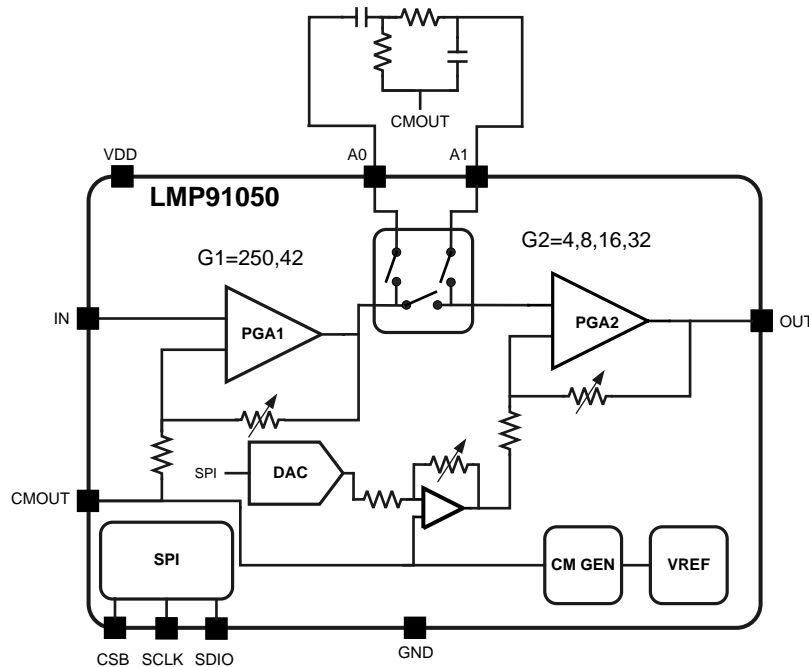 CMOUT
VDD
A0
A1
LMP91050
G1=250,42
G2=4,8,16,32
IN
PGA1
PGA2
OUT
SPI
DAC
CMOUT
SPI
CM GEN
VREF
CSB
SCLK
SDIO
GND